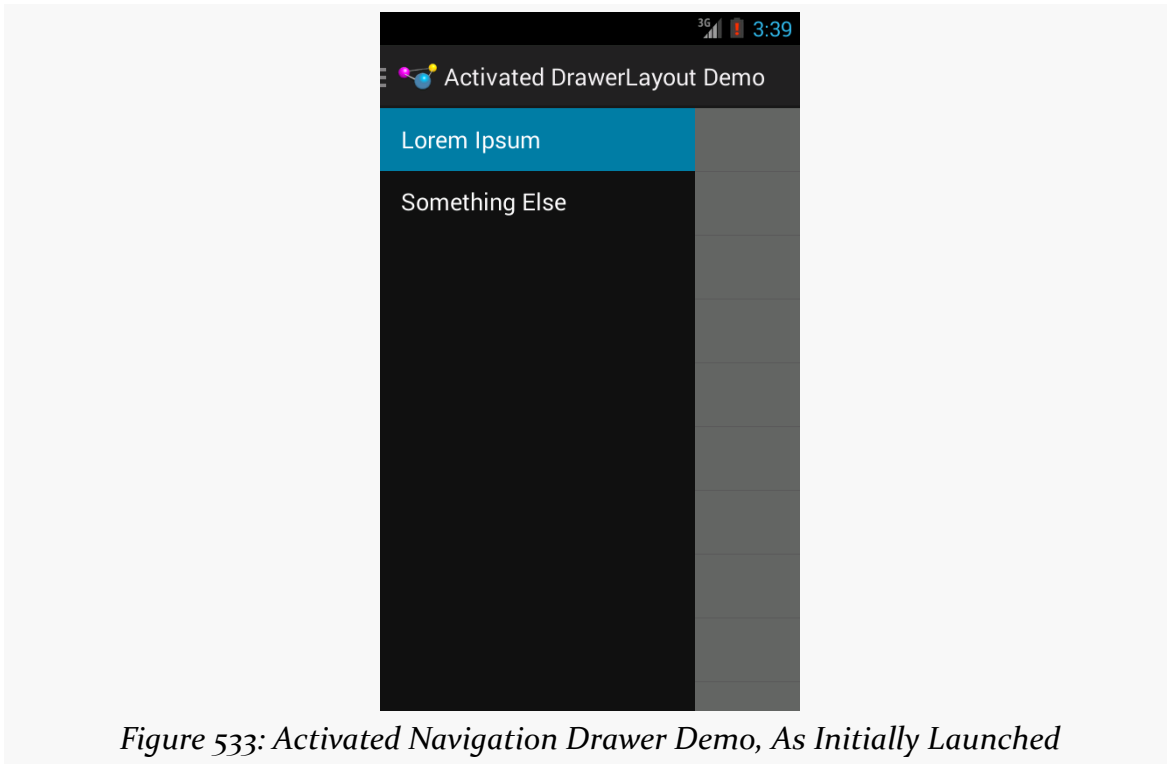 3G 3:39
Activated DrawerLayout Demo
Lorem Ipsum
Something Else
Figure 533: Activated Navigation Drawer Demo, As Initially Launched